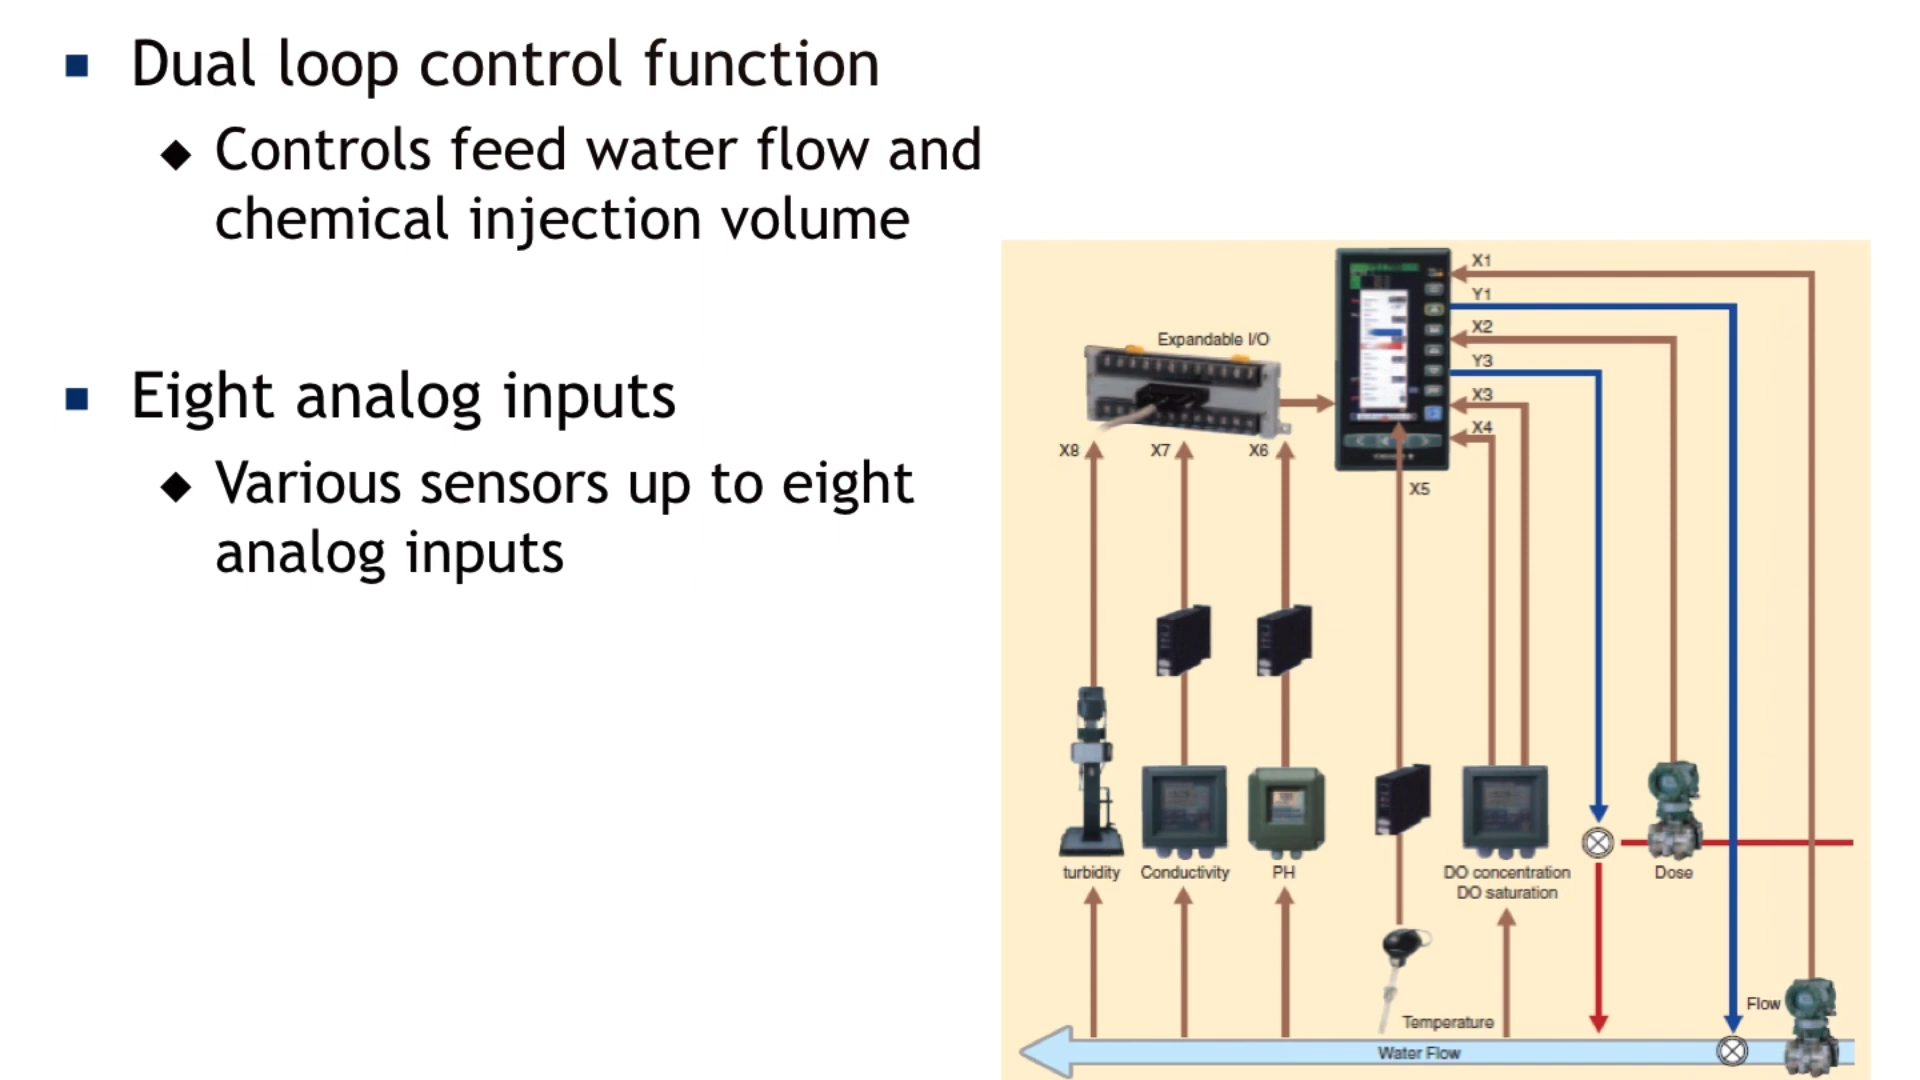 Dual loop control function
Controls feed water flow and
chemical injection volume
Eight analog inputs
Various sensors up to eight
analog inputs
X1
Y1
X2
Expandable I/O
Y3
X3
X4
X8 X7 X6
X5
turbidity Conductivity PH DO concentration Dose
DO saturation
Flow
Temperature
Water Flow